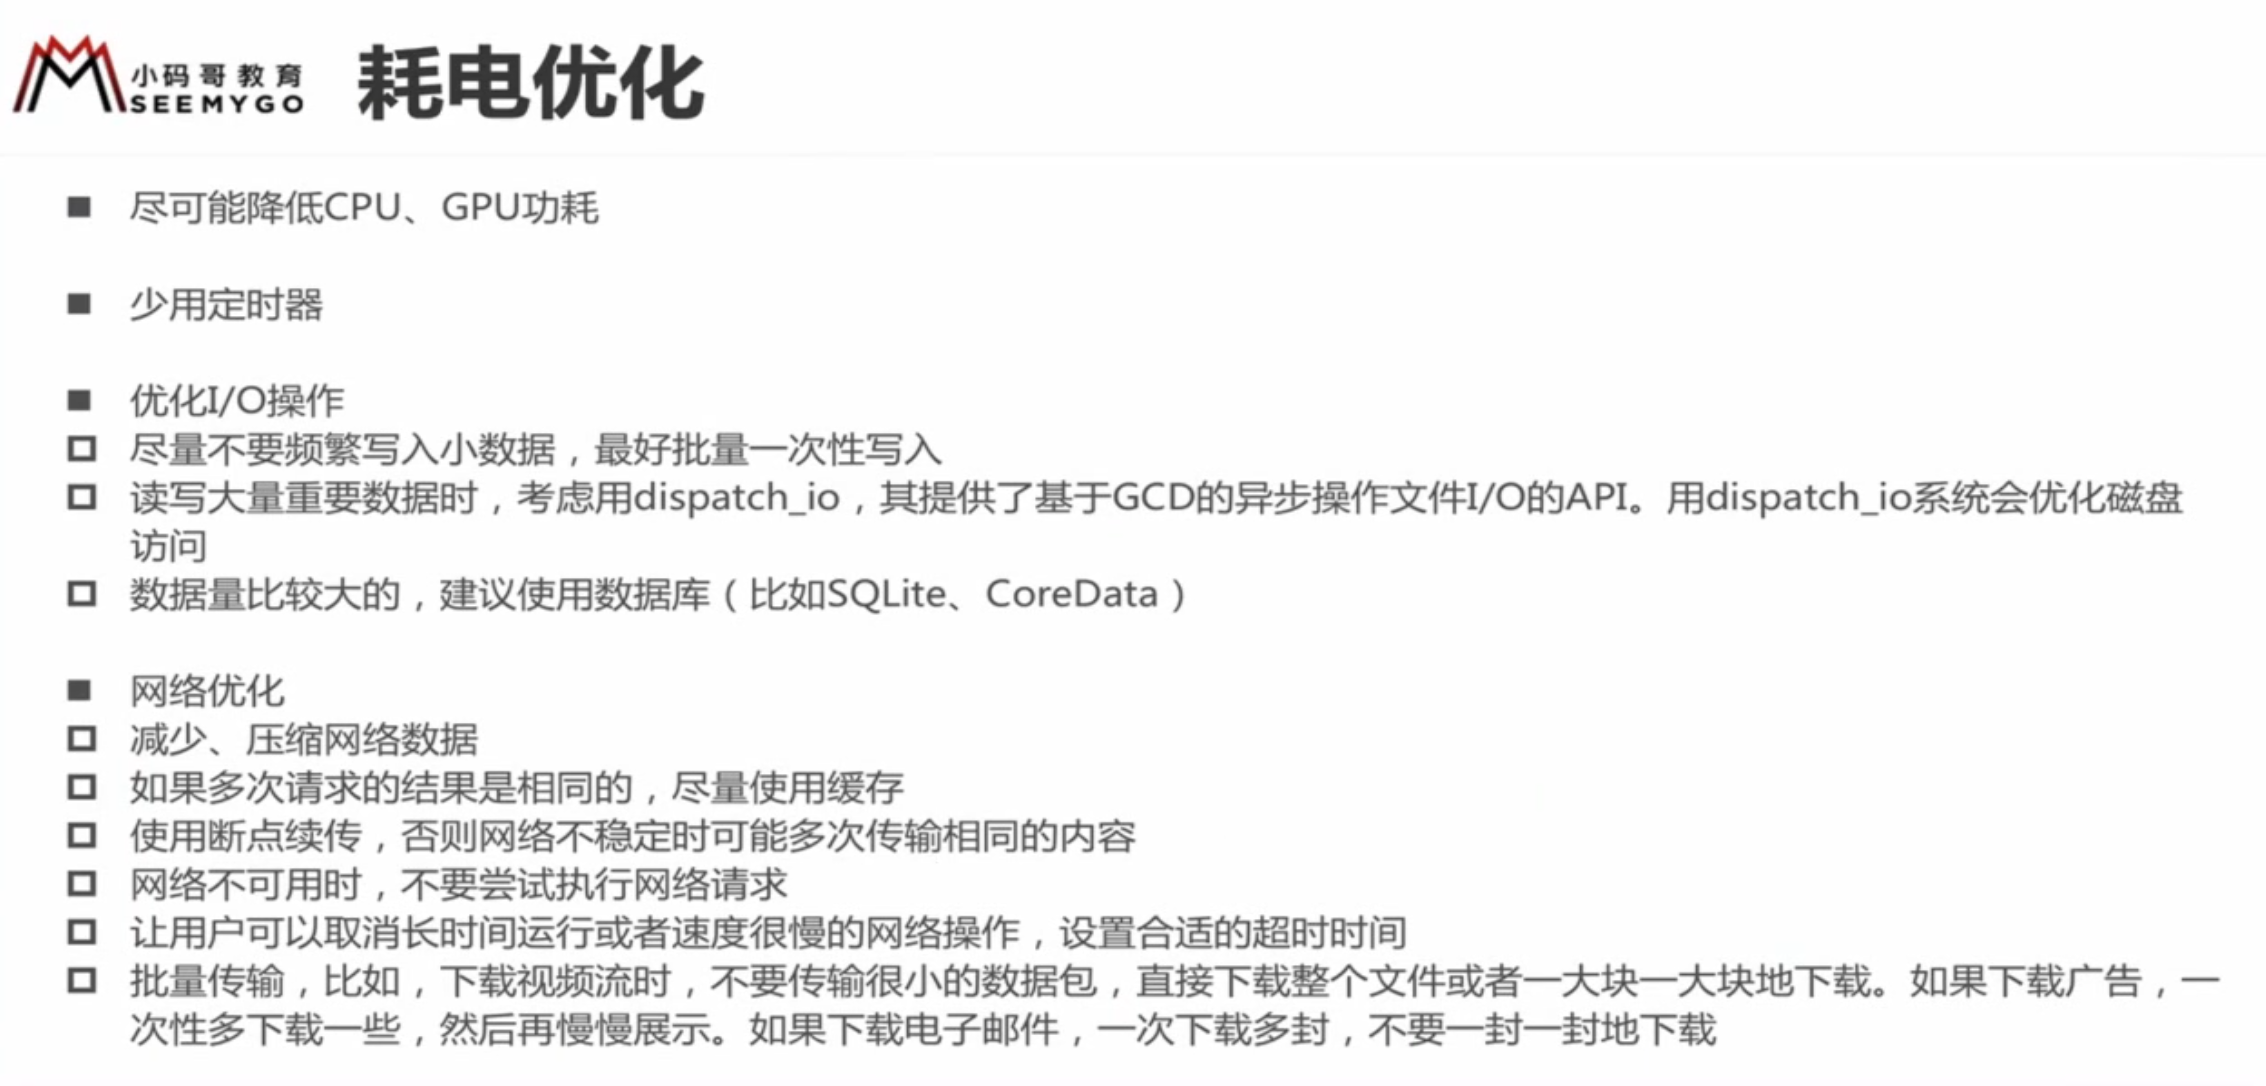 小码哥教育
SEEMYGO
耗电优化
■ 尽可能降低CPU、GPU功耗
■ 少用定时器
■ 优化I/O操作
□ 尽量不要频繁写入小数据，最好批量一次性写入
□ 读写大量重要数据时，考虑用dispatch_io，其提供了基于GCD的异步操作文件I/O的API。用dispatch_io系统会优化磁盘
访问
□ 数据量比较大的，建议使用数据库（比如SQLite、CoreData）
■ 网络优化
□ 减少、压缩网络数据
□ 如果多次请求的结果是相同的，尽量使用缓存
□ 使用断点续传，否则网络不稳定时可能多次传输相同的内容
□ 网络不可用时，不要尝试执行网络请求
□ 让用户可以取消长时间运行或者速度很慢的网络操作，设置合适的超时时间
□ 批量传输，比如，下载视频流时，不要传输很小的数据包，直接下载整个文件或者一大块一大块地下载。如果下载广告，一
次性多下载一些，然后再慢慢展示。如果下载电子邮件，一次下载多封，不要一封一封地下载